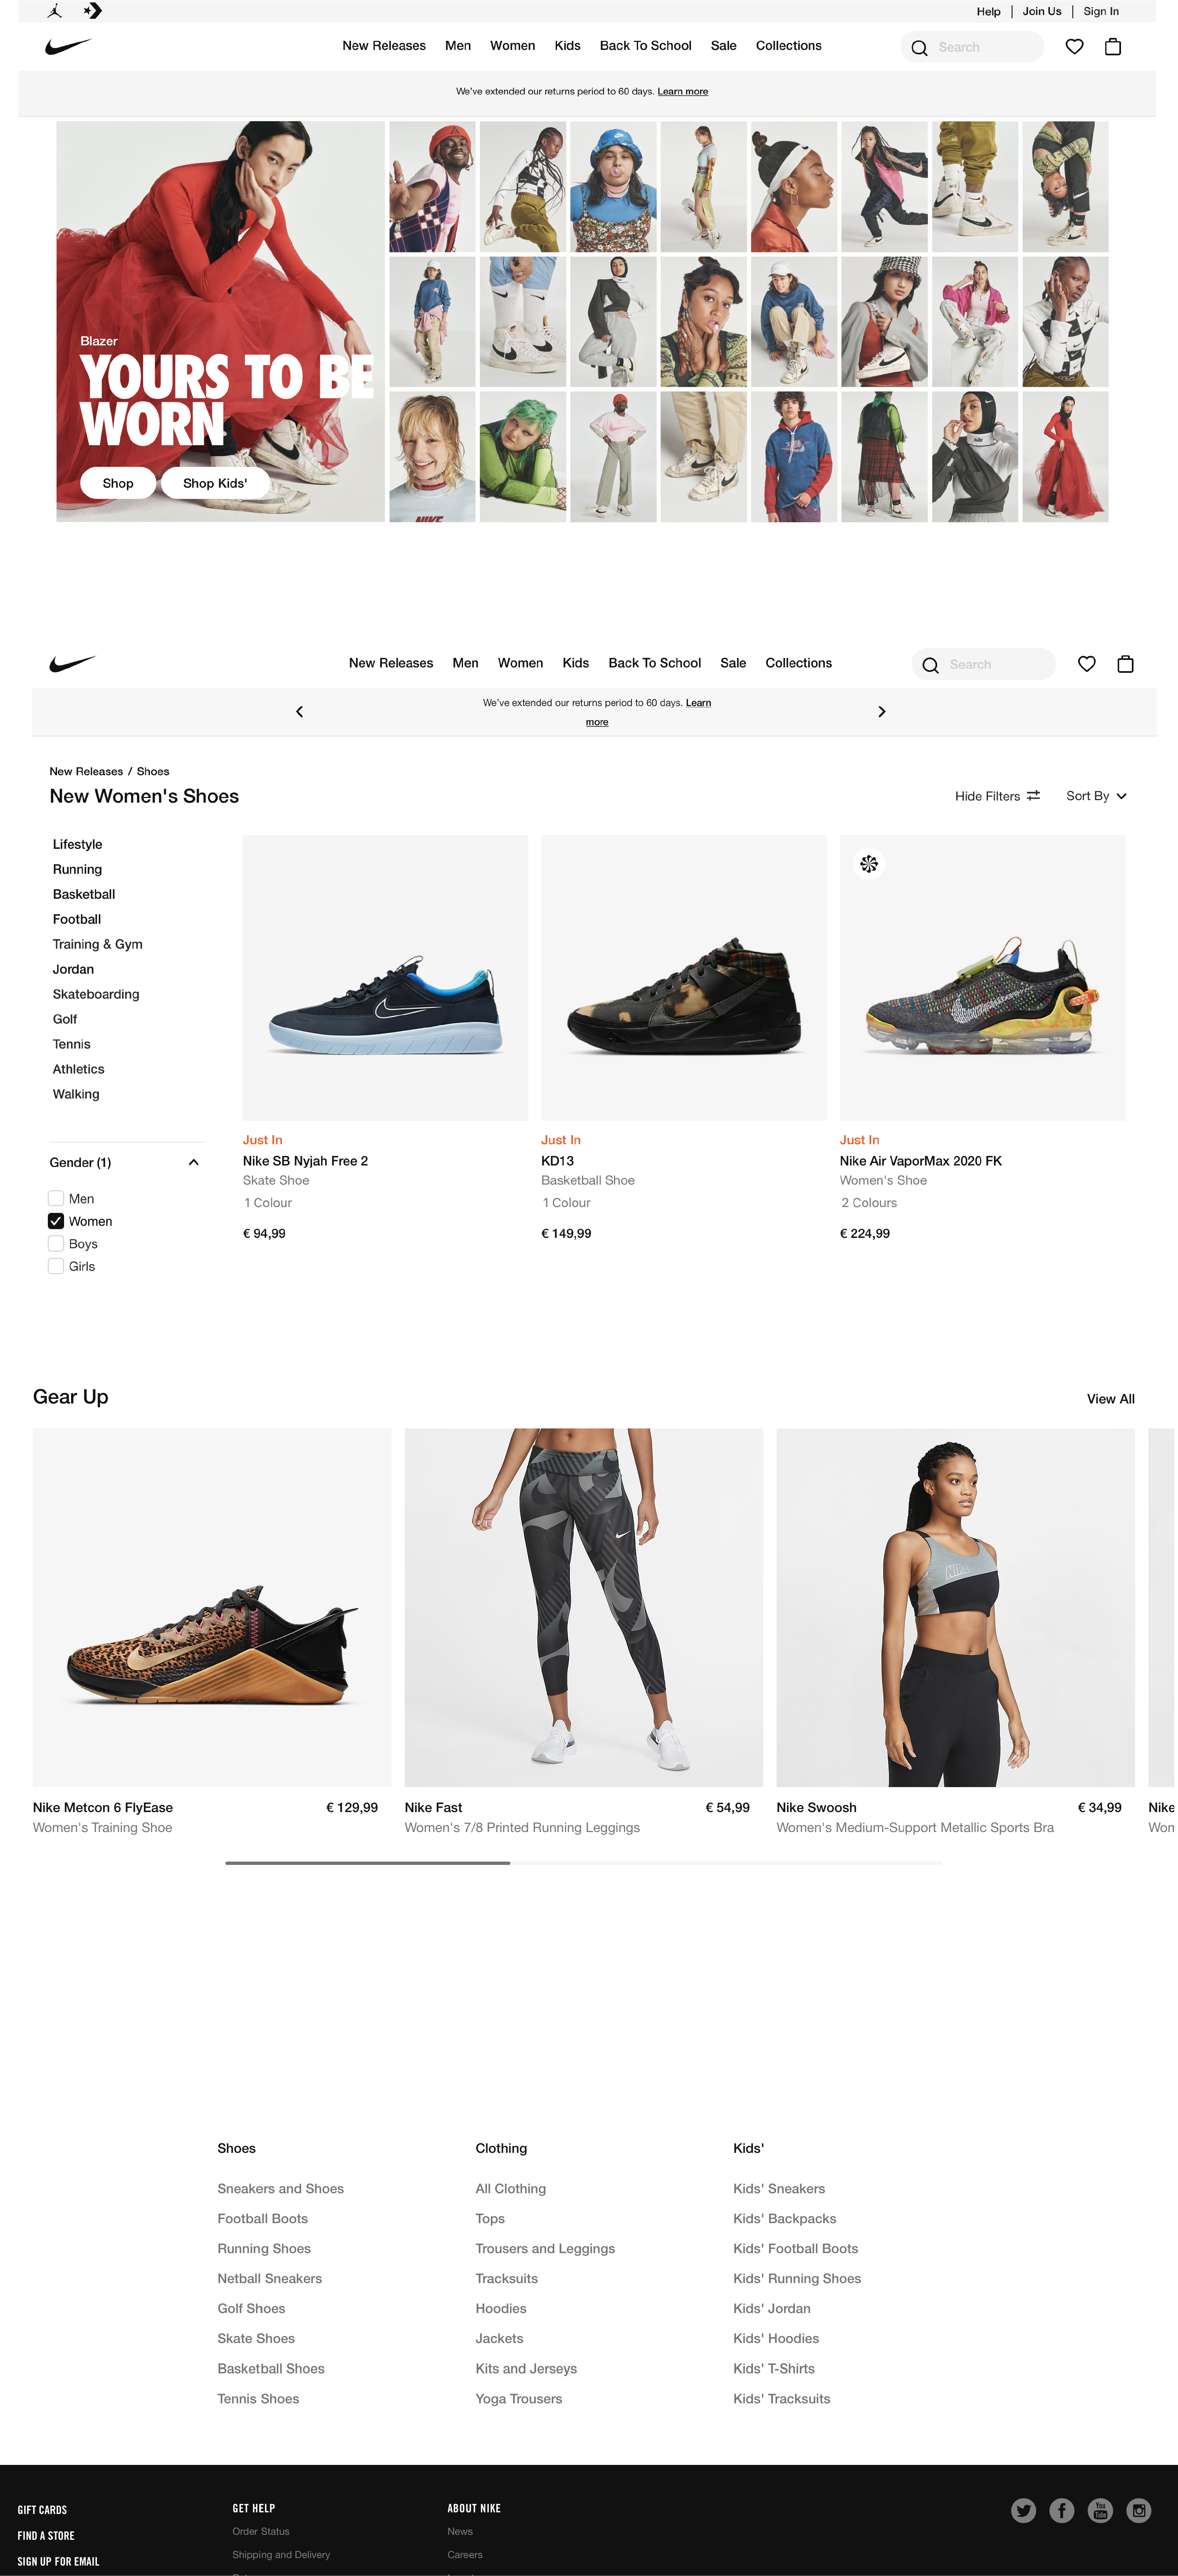 Help | Join Us | Sign In
New Releases Men Women Kids Back To School Sale Collections Search
We've extended our returns period to 60 days. Learn more
Blazer
YOURS TO BE
WORN
Shop Shop Kids'
NIKE
New Releases Men Women Kids Back To School Sale Collections Search
We've extended our returns period to 60 days. Learn
more
New Releases / Shoes
New Women's Shoes
Hide Filters Sort By
Lifestyle
Running
Basketball
Football
Training & Gym
Jordan
Skateboarding
Golf
Tennis
Athletics
Walking
Gender (1)
Men
Women
Boys
Girls
Just In
Nike SB Nyjah Free 2
Skate Shoe
1 Colour
€ 94,99
Just In
KD13
Basketball Shoe
1 Colour
€ 149,99
Just In
Nike Air VaporMax 2020 FK
Women's Shoe
2 Colours
€ 224,99
Gear Up
View All
Nike Metcon 6 FlyEase € 129,99
Women's Training Shoe
Nike Fast € 54,99
Women's 7/8 Printed Running Leggings
Nike Swoosh € 34,99
Women's Medium-Support Metallic Sports Bra
Nike
Wom
Shoes
Sneakers and Shoes
Football Boots
Running Shoes
Netball Sneakers
Golf Shoes
Skate Shoes
Basketball Shoes
Tennis Shoes
Clothing
All Clothing
Tops
Trousers and Leggings
Tracksuits
Hoodies
Jackets
Kits and Jerseys
Yoga Trousers
Kids'
Kids' Sneakers
Kids' Backpacks
Kids' Football Boots
Kids' Running Shoes
Kids' Jordan
Kids' Hoodies
Kids' T-Shirts
Kids' Tracksuits
GIFT CARDS
FIND A STORE
SIGN UP FOR EMAIL
GET HELP
Order Status
Shipping and Delivery
ABOUT NIKE
News
Careers
You
Tube